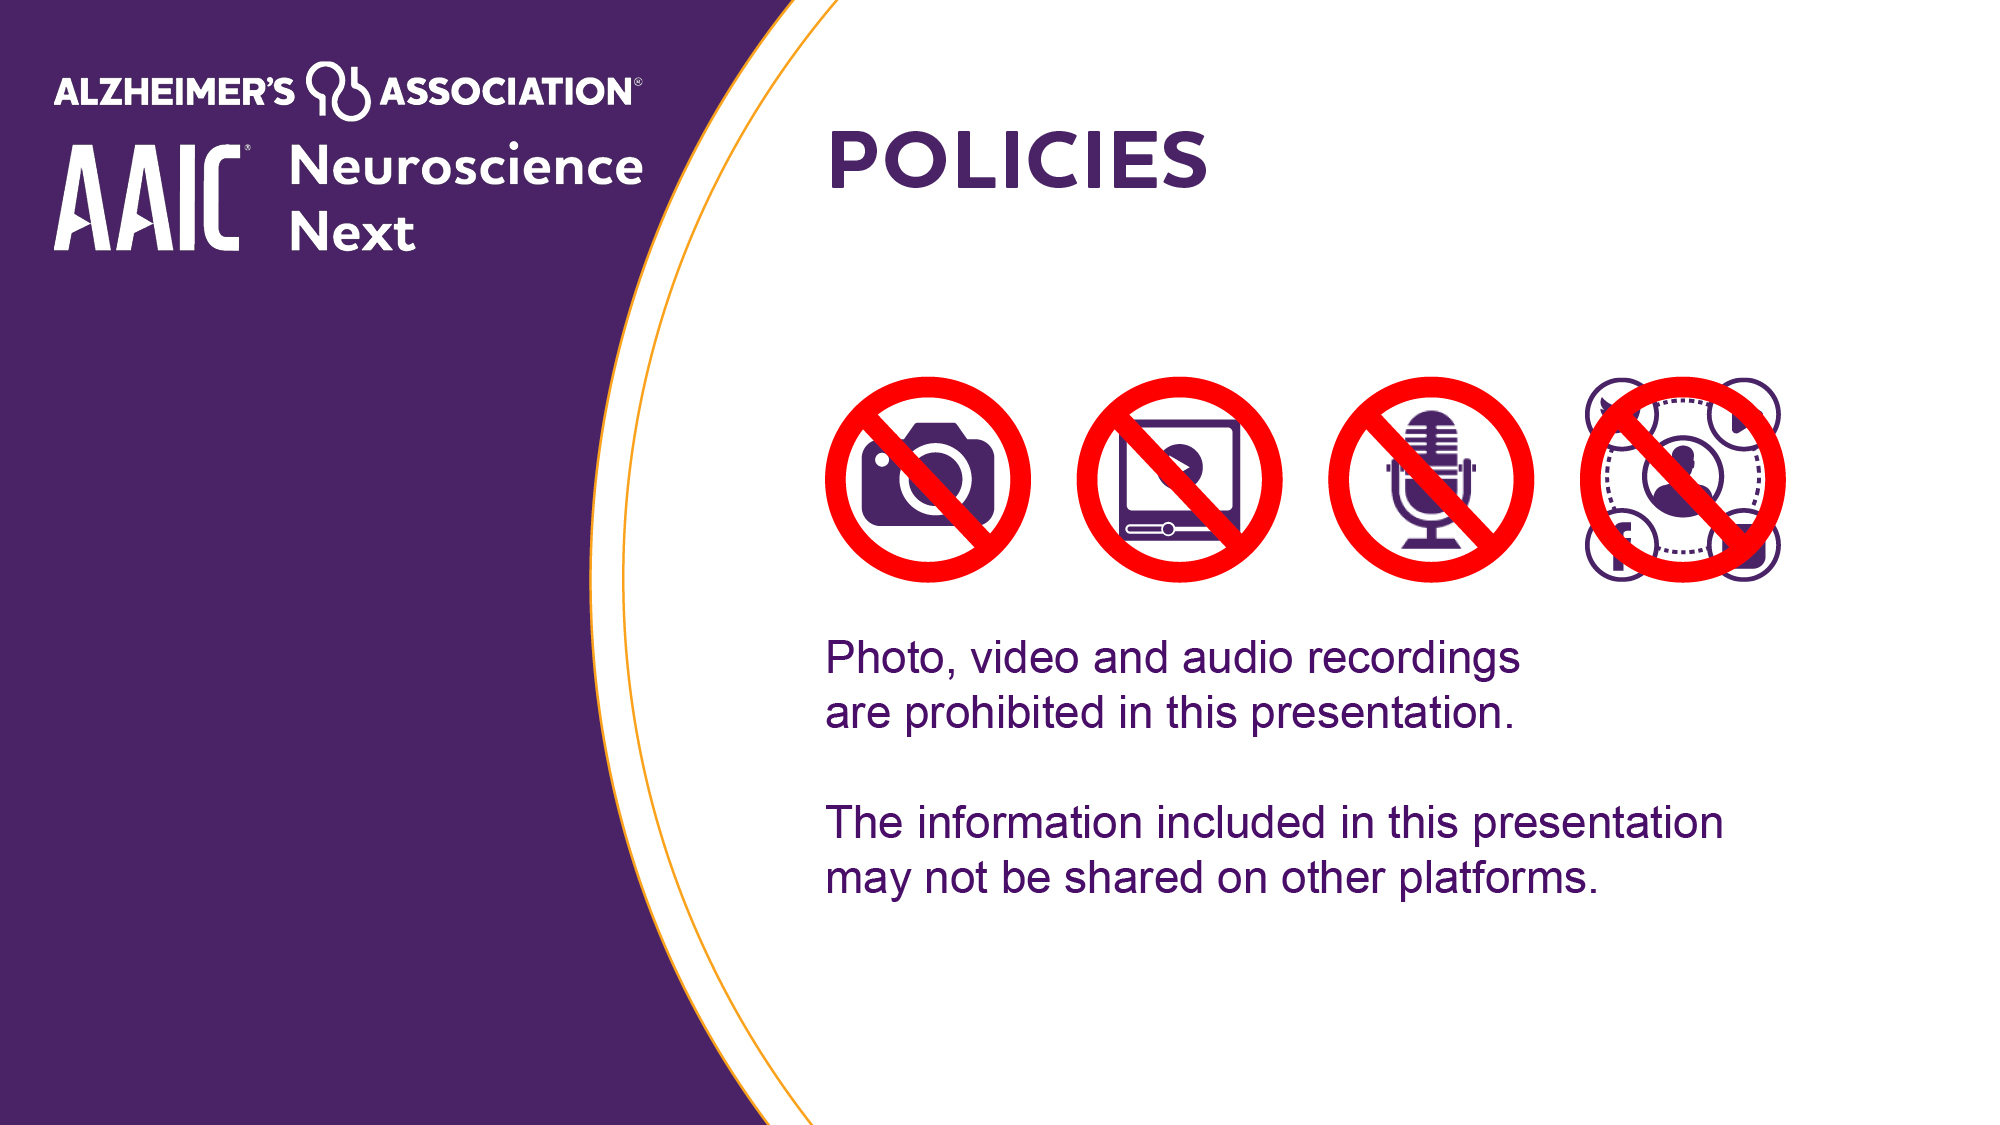 ALZHEIMER'S ASSOCIATION®
AAIC® Neuroscience
Next
POLICIES
Photo, video and audio recordings
are prohibited in this presentation.
The information included in this presentation
may not be shared on other platforms.